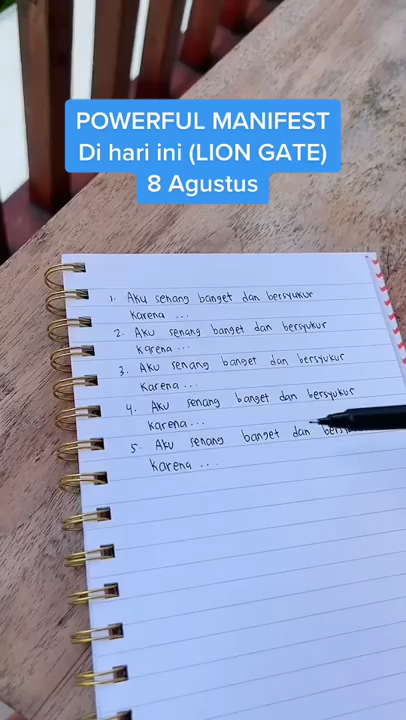 POWERFUL MANIFEST
Di hari ini (LION GATE)
8 Agustus
1. Aku senang banget dan bersyukur
Karena ...
2. Aku senang banget dan bersyukur
Karena ...
3. Aku senang banget dan bersyukur
Karena ...
4. Aku senang banget dan bersyukur
Karena ...
5. Aku senang banget dan
Karena ...